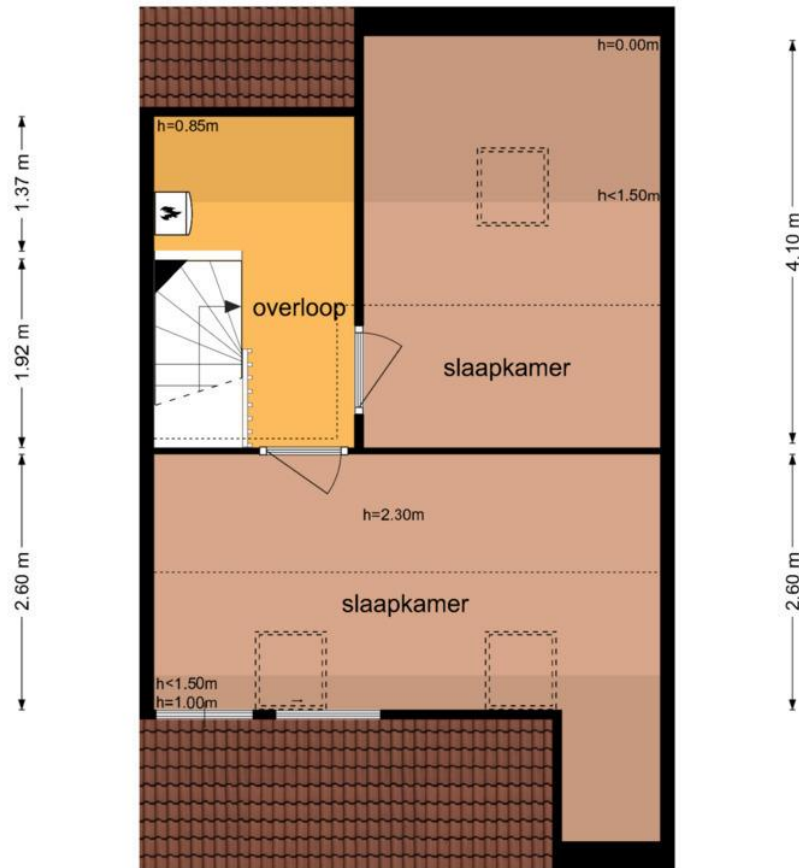 h=0.00m
h=0.85m
1.37 m
h<1.50m
4.10 m
overloop
1.92 m
slaapkamer
h=2.30m
2.60 m
2.60 m
slaapkamer
h<1.50m
h=1.00m